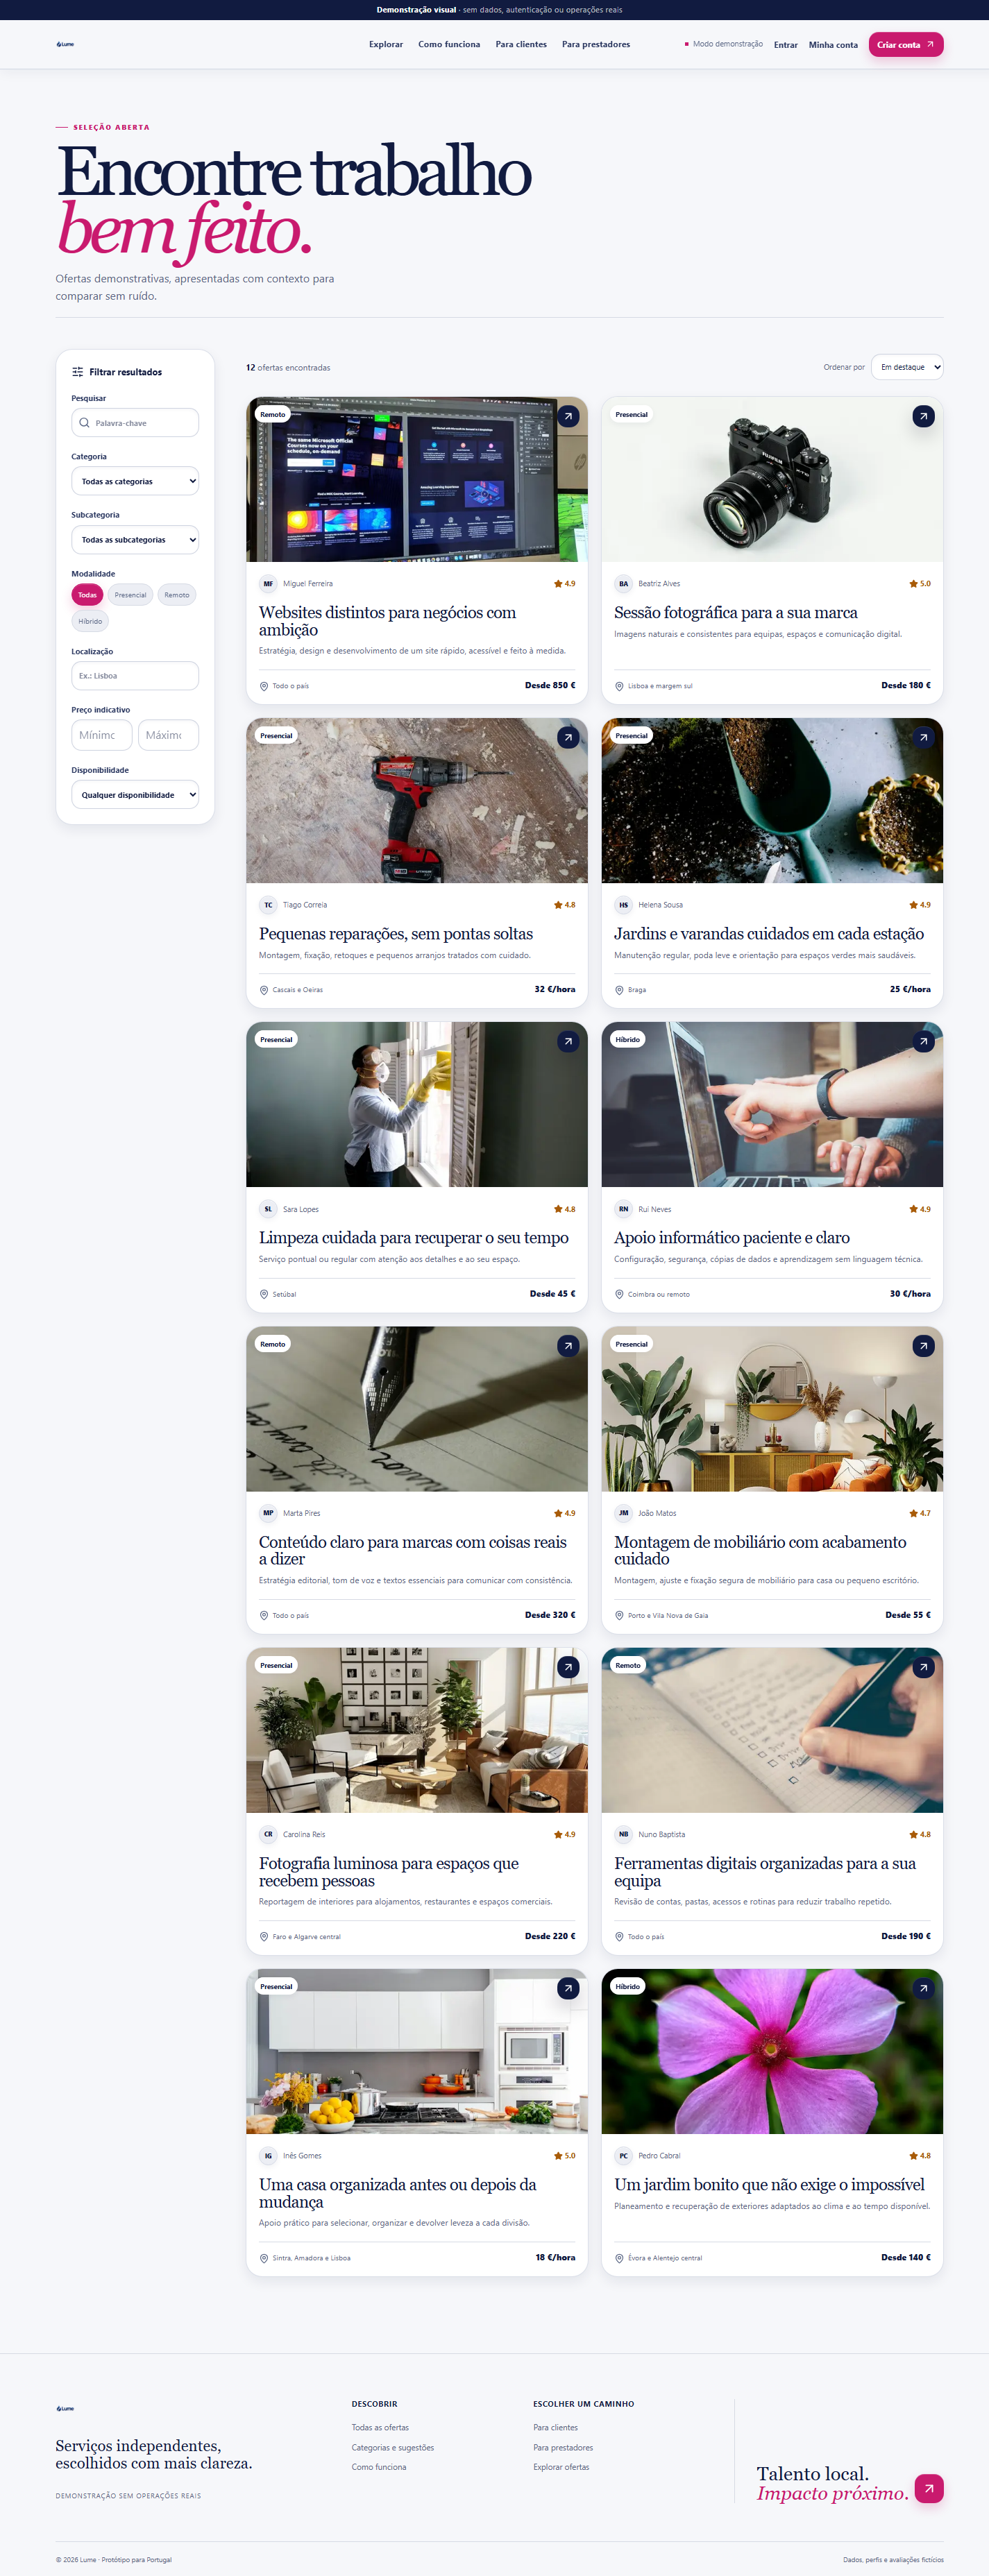 Demonstração visual · sem dados, autenticação ou operações reais
Lume
Explorar
Como funciona
Para clientes
Para prestadores
Modo demonstração
Entrar
Minha conta
Criar conta
SELEÇÃO ABERTA
Encontre trabalho
bem feito.
Ofertas demonstrativas, apresentadas com contexto para
comparar sem ruído.
Filtrar resultados
Pesquisar
Palavra-chave
Categoria
Todas as categorias
Subcategoria
Todas as subcategorias
Modalidade
Todas
Presencial
Remoto
Híbrido
Localização
Ex.: Lisboa
Preço indicativo
Disponibilidade
Qualquer disponibilidade
12 ofertas encontradas
Ordenar por
Em destaque
Remoto
The same Microsoft Official
Courses now on your
schedule, on-demand
MF
Miguel Ferreira
4.9
Websites distintos para negócios com
ambição
Estratégia, design e desenvolvimento de um site rápido, acessível e feito à medida.
Todo o país
Desde 850 €
Presencial
FUJIFILM
BA
Beatriz Alves
5.0
Sessão fotográfica para a sua marca
Imagens naturais e consistentes para equipas, espaços e comunicação digital.
Lisboa e margem sul
Desde 180 €
Presencial
TC
Tiago Correia
4.8
Pequenas reparações, sem pontas soltas
Montagem, fixação, retoques e pequenos arranjos tratados com cuidado.
Cascais e Oeiras
32 €/hora
Presencial
HS
Helena Sousa
4.9
Jardins e varandas cuidados em cada estação
Manutenção regular, poda leve e orientação para espaços verdes mais saudáveis.
Braga
25 €/hora
Presencial
SL
Sara Lopes
4.8
Limpeza cuidada para recuperar o seu tempo
Serviço pontual ou regular com atenção aos detalhes e ao seu espaço.
Setúbal
Desde 45 €
Híbrido
RN
Rui Neves
4.9
Apoio informático paciente e claro
Configuração, segurança, cópias de dados e aprendizagem sem linguagem técnica.
Coimbra ou remoto
30 €/hora
Remoto
MP
Marta Pires
4.9
Conteúdo claro para marcas com coisas reais
a dizer
Estratégia editorial, tom de voz e textos essenciais para comunicar com consistência.
Todo o país
Desde 320 €
Presencial
JM
João Matos
4.7
Montagem de mobiliário com acabamento
cuidado
Montagem, ajuste e fixação segura de mobiliário para casa ou pequeno escritório.
Porto e Vila Nova de Gaia
Desde 55 €
Presencial
CR
Carolina Reis
4.9
Fotografia luminosa para espaços que
recebem pessoas
Reportagem de interiores para alojamentos, restaurantes e espaços comerciais.
Faro e Algarve central
Desde 220 €
Remoto
NB
Nuno Baptista
4.8
Ferramentas digitais organizadas para a sua
equipa
Revisão de contas, pastas, acessos e rotinas para reduzir trabalho repetido.
Todo o país
Desde 190 €
Presencial
IG
Inês Gomes
5.0
Uma casa organizada antes ou depois da
mudança
Apoio prático para selecionar, organizar e devolver leveza a cada divisão.
Sintra, Amadora e Lisboa
18 €/hora
Híbrido
PC
Pedro Cabral
4.8
Um jardim bonito que não exige o impossível
Planeamento e recuperação de exteriores adaptados ao clima e ao tempo disponível.
Évora e Alentejo central
Desde 140 €
Lume
Serviços independentes,
escolhidos com mais clareza.
DEMONSTRAÇÃO SEM OPERAÇÕES REAIS
DESCOBRIR
Todas as ofertas
Categorias e sugestões
Como funciona
ESCOLHER UM CAMINHO
Para clientes
Para prestadores
Explorar ofertas
Talento local.
Impacto próximo.
© 2026 Lume · Protótipo para Portugal
Dados, perfis e avaliações fictícios